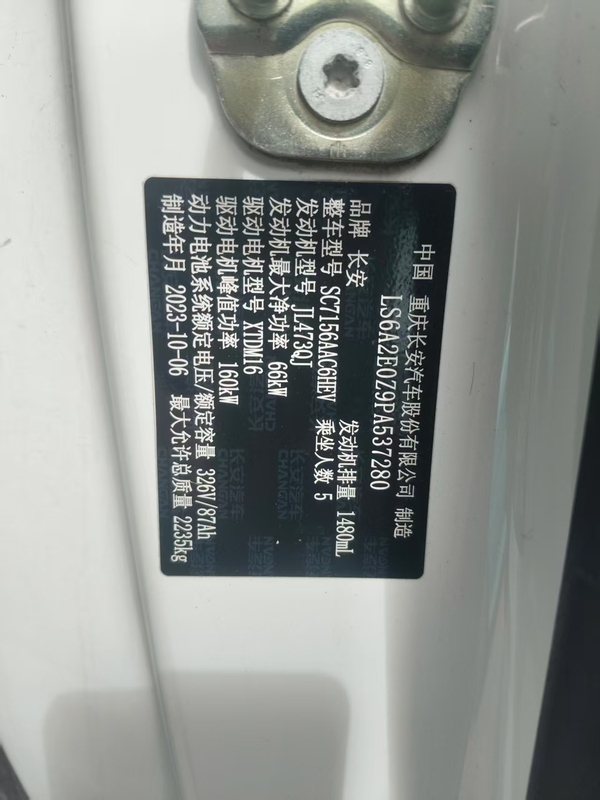 中国 重庆长安汽车股份有限公司 制造
LS6A2E0Z9PA537280
品牌 长安
整车型号 SC7156AAC6HEV 发动机排量 1480mL
发动机型号 JL473QJ 乘坐人数 5
发动机最大净功率 66kW
驱动电机型号 XTDM16
驱动电机峰值功率 160kW
动力电池系统额定电压/额定容量 326V/87Ah
制造年月 2023-10-06 最大允许总质量 2235kg
长安汽车
CHANGAN